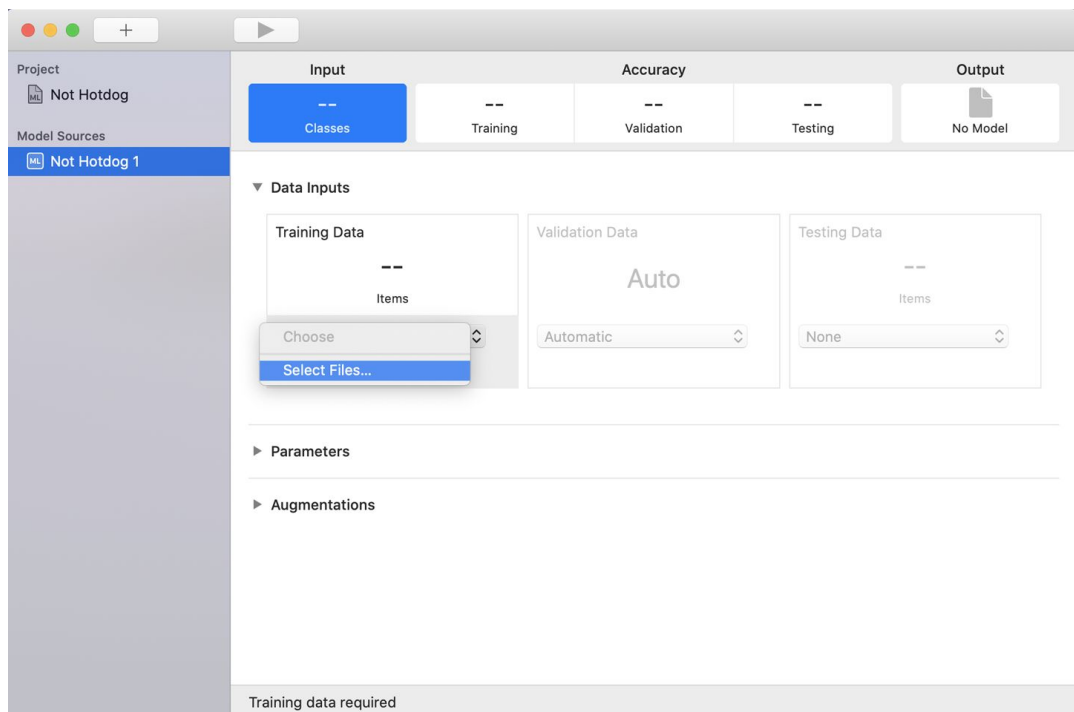 +
Project
ML Not Hotdog
Model Sources
ML Not Hotdog 1
Input
Accuracy
Output
--
Classes
--
Training
--
Validation
--
Testing
No Model
Data Inputs
Training Data
--
Items
Choose
Select Files...
Validation Data
Auto
Automatic
Testing Data
--
Items
None
Parameters
Augmentations
Training data required